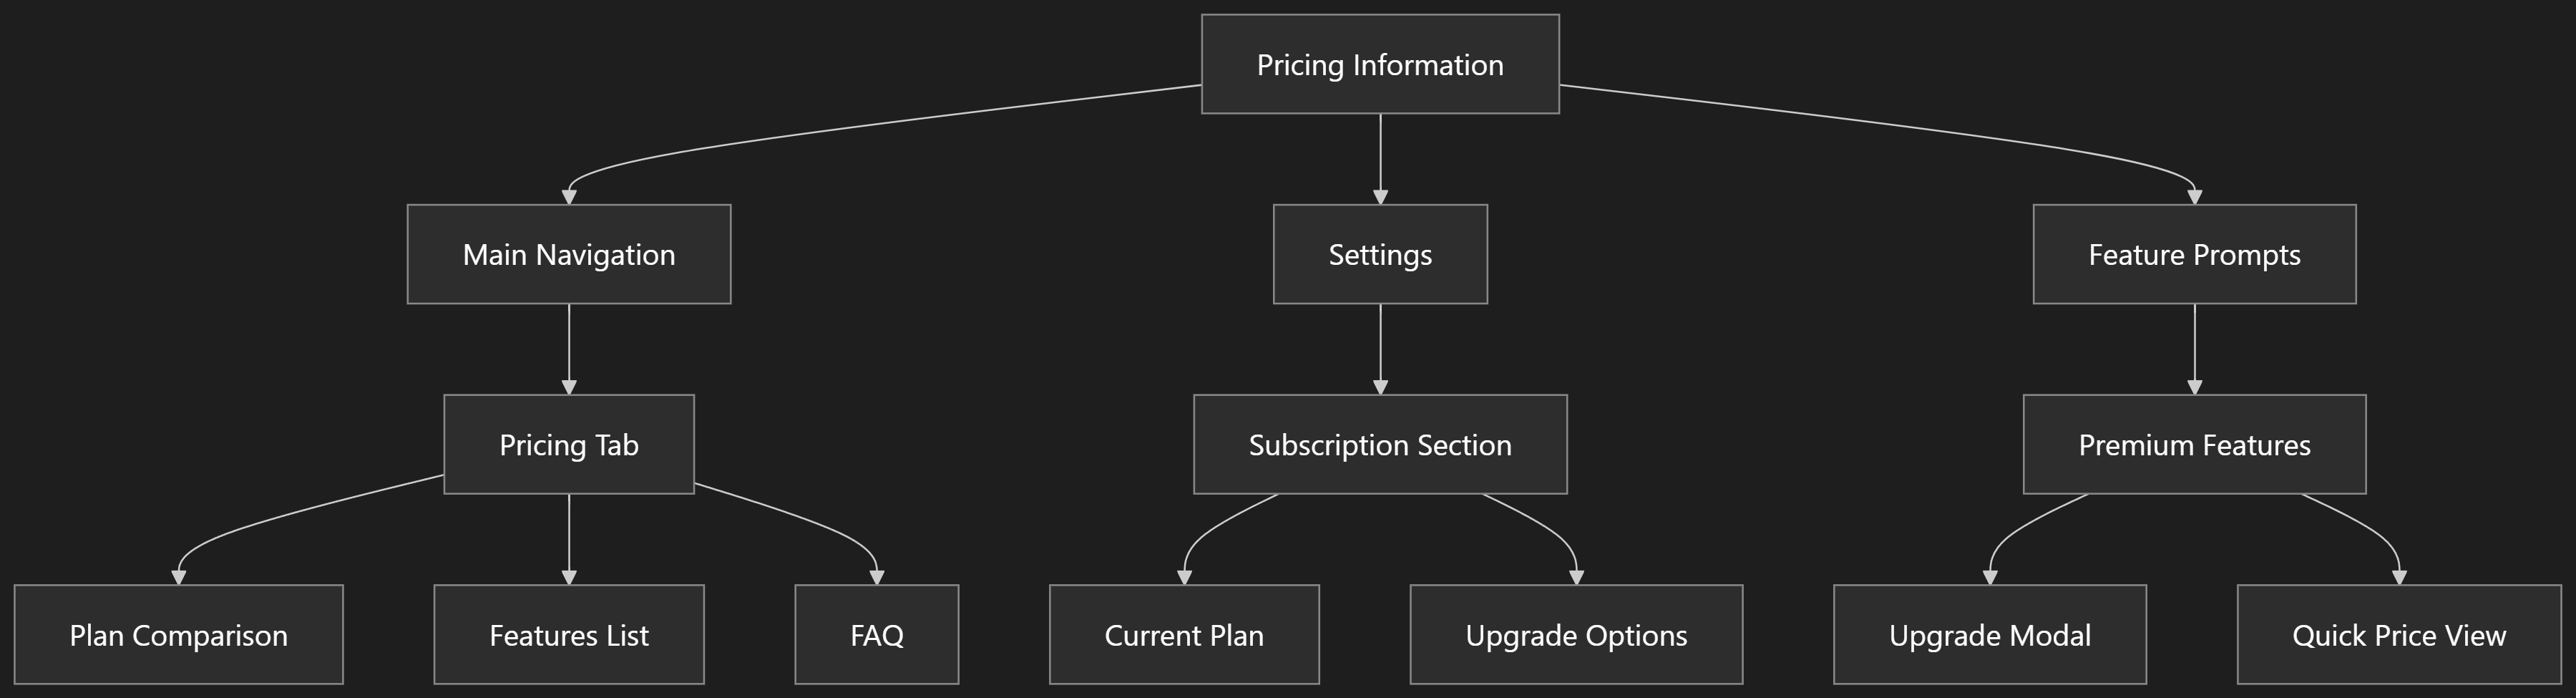 Pricing Information
Main Navigation
Settings
Feature Prompts
Pricing Tab
Subscription Section
Premium Features
Plan Comparison
Features List
FAQ
Current Plan
Upgrade Options
Upgrade Modal
Quick Price View